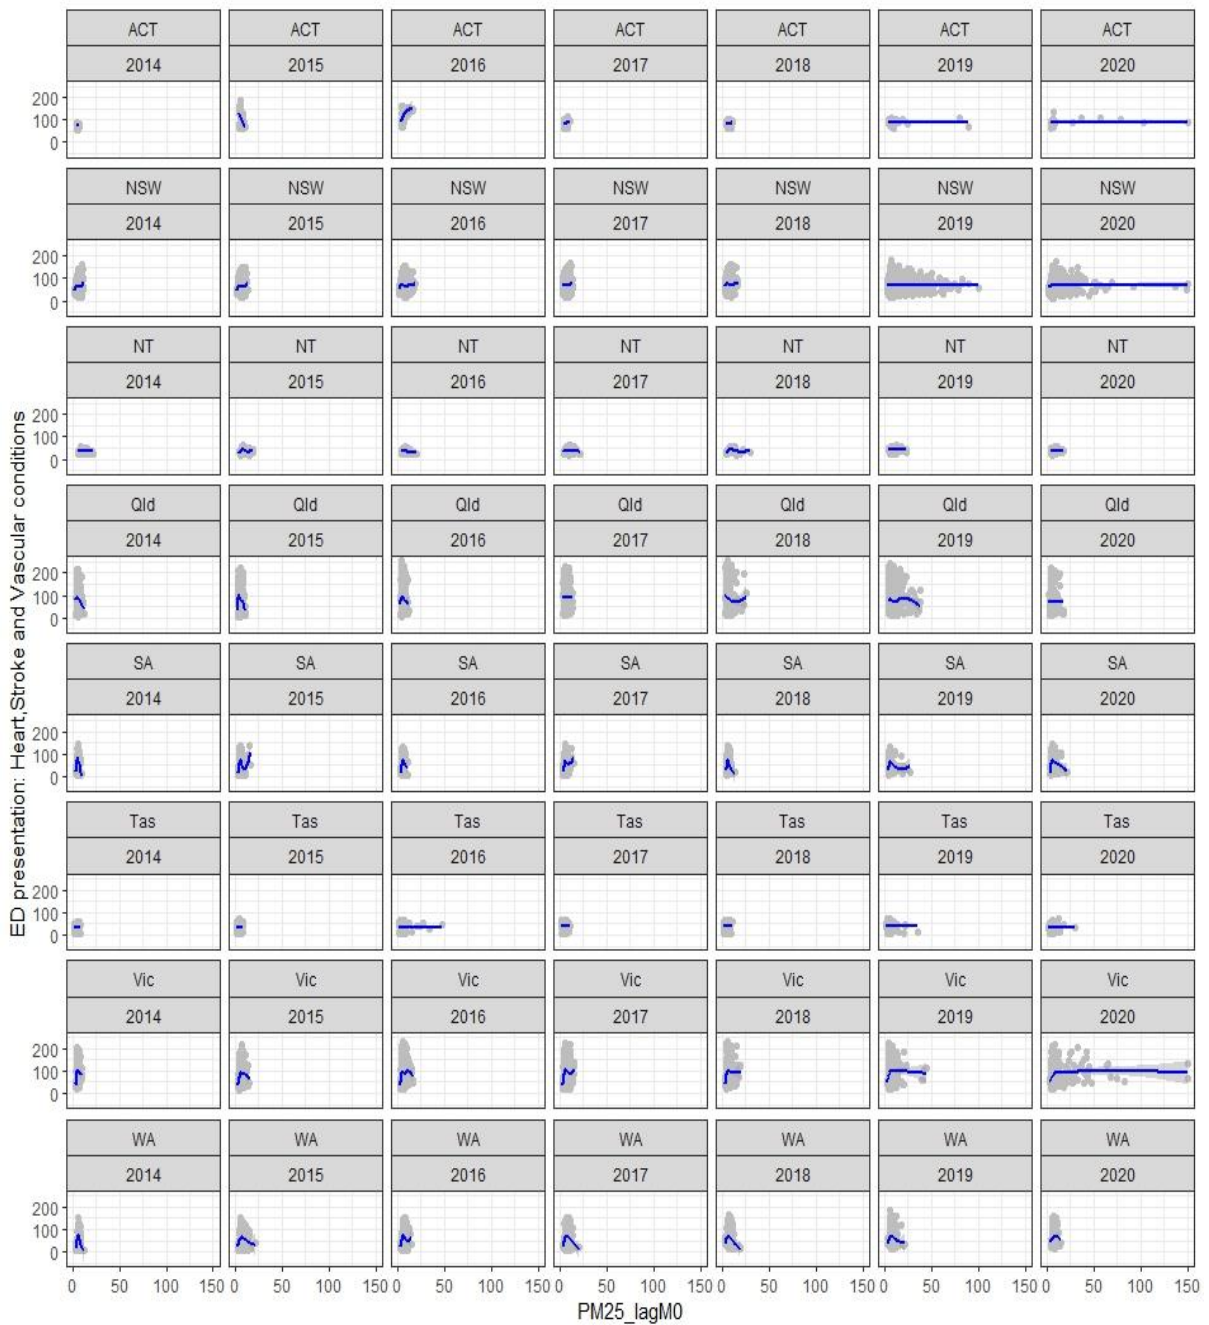 ACT ACT ACT ACT ACT ACT ACT
2014 2015 2016 2017 2018 2019 2020
200
100
0
NSW NSW NSW NSW NSW NSW NSW
2014 2015 2016 2017 2018 2019 2020
200
100
0
NT NT NT NT NT NT NT
2014 2015 2016 2017 2018 2019 2020
200
100
0
Qld Qld Qld Qld Qld Qld Qld
2014 2015 2016 2017 2018 2019 2020
200
100
0
SA SA SA SA SA SA SA
2014 2015 2016 2017 2018 2019 2020
200
100
0
Tas Tas Tas Tas Tas Tas Tas
2014 2015 2016 2017 2018 2019 2020
200
100
0
Vic Vic Vic Vic Vic Vic Vic
2014 2015 2016 2017 2018 2019 2020
200
100
0
WA WA WA WA WA WA WA
2014 2015 2016 2017 2018 2019 2020
200
100
0
0 50 100 150 0 50 100 150 0 50 100 150 0 50 100 150 0 50 100 150 0 50 100 150 0 50 100 150
PM25_lagM0
ED presentation: Heart,Stroke and Vascular conditions